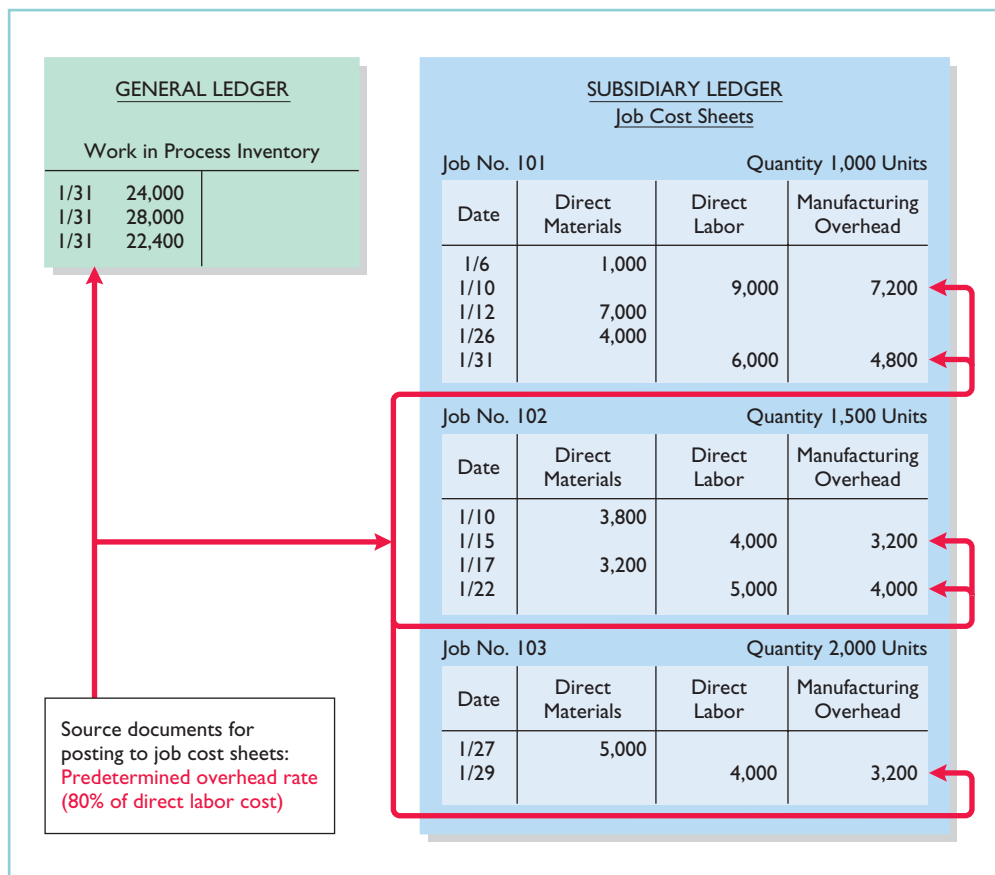 GENERAL LEDGER
Work in Process Inventory
1/31 24,000
1/31 28,000
1/31 22,400
SUBSIDIARY LEDGER
Job Cost Sheets
Job No. 101 Quantity 1,000 Units
Date Direct Materials Direct Labor Manufacturing Overhead
1/6 1,000
1/10 9,000 7,200
1/12 7,000
1/26 4,000
1/31 6,000 4,800
Job No. 102 Quantity 1,500 Units
Date Direct Materials Direct Labor Manufacturing Overhead
1/10 3,800
1/15 4,000 3,200
1/17 3,200
1/22 5,000 4,000
Job No. 103 Quantity 2,000 Units
Date Direct Materials Direct Labor Manufacturing Overhead
1/27 5,000
1/29 4,000 3,200
Source documents for
posting to job cost sheets:
Predetermined overhead rate
(80% of direct labor cost)